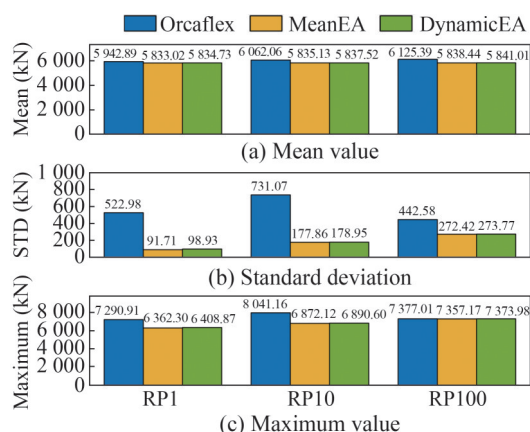 Orcaflex MeanEA DynamicEA
Mean (kN)
6 000
4 000
2 000
0
5 942.89 5 833.02 5 834.73 6 062.06 5 835.13 5 837.52 6 125.39 5 838.44 5 841.01
(a) Mean value
STD (kN)
1 000
800
600
400
200
0
522.98 91.71 98.93 731.07 177.86 178.95 442.58 272.42 273.77
(b) Standard deviation
Maximum (kN)
8 000
6 000
4 000
2 000
0
7 290.91 6 362.30 6 408.87 8 041.16 6 872.12 6 890.60 7 377.01 7 357.17 7 373.98
RP1 RP10 RP100
(c) Maximum value